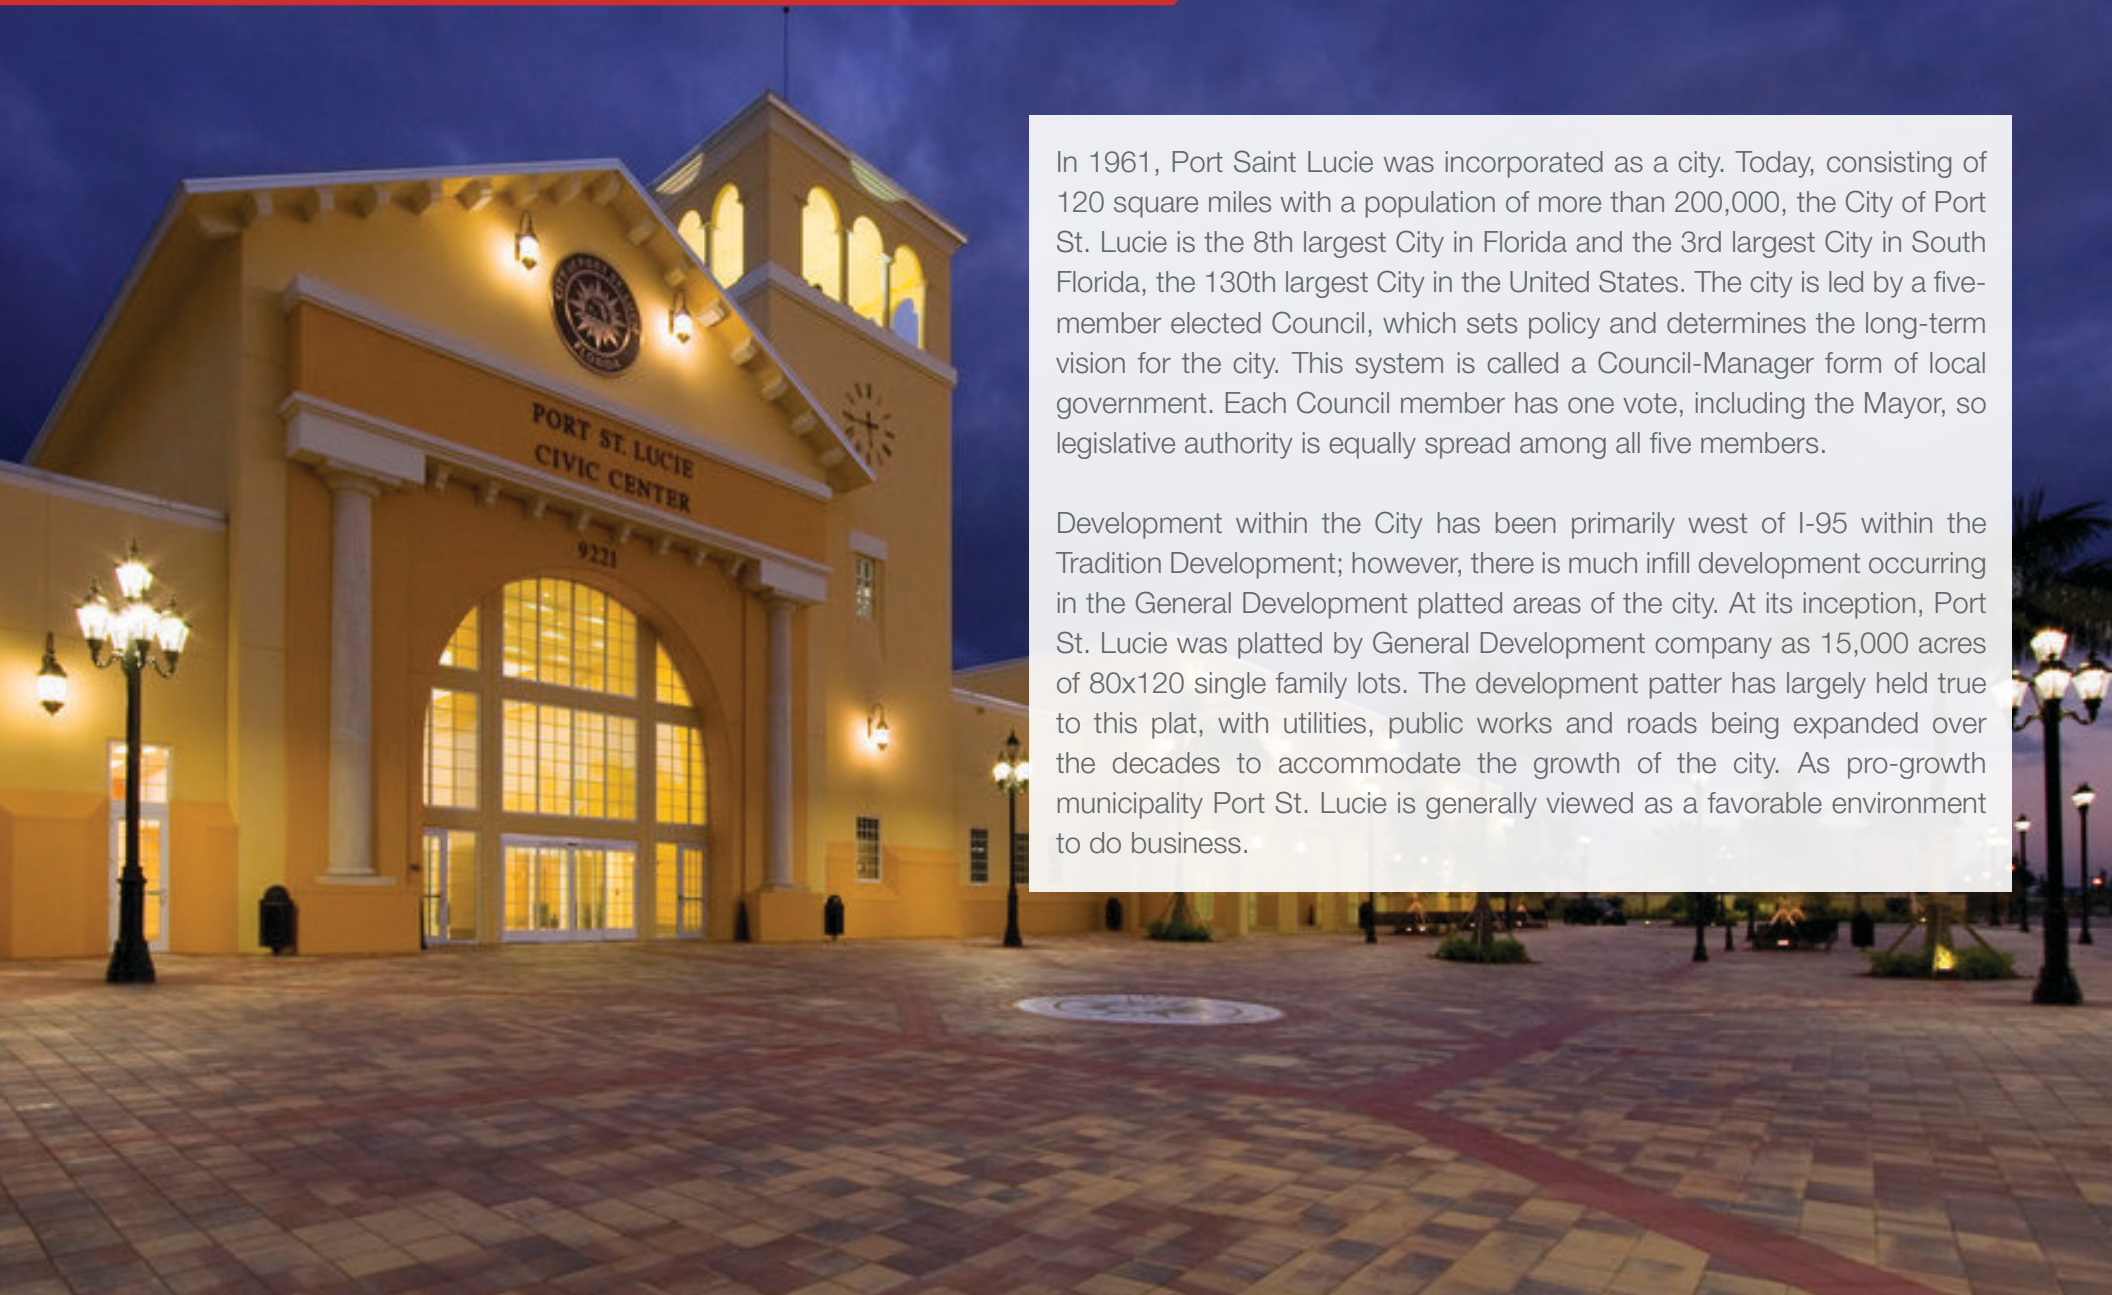 In 1961, Port Saint Lucie was incorporated as a city. Today, consisting of
120 square miles with a population of more than 200,000, the City of Port
St. Lucie is the 8th largest City in Florida and the 3rd largest City in South
Florida, the 130th largest City in the United States. The city is led by a five-
member elected Council, which sets policy and determines the long-term
vision for the city. This system is called a Council-Manager form of local
government. Each Council member has one vote, including the Mayor, so
legislative authority is equally spread among all five members.
Development within the City has been primarily west of I-95 within the
Tradition Development; however, there is much infill development occurring
in the General Development platted areas of the city. At its inception, Port
St. Lucie was platted by General Development company as 15,000 acres
of 80x120 single family lots. The development patter has largely held true
to this plat, with utilities, public works and roads being expanded over
the decades to accommodate the growth of the city. As pro-growth
municipality Port St. Lucie is generally viewed as a favorable environment
to do business.
PORT ST. LUCIE
CIVIC CENTER
9221
FLORIDA